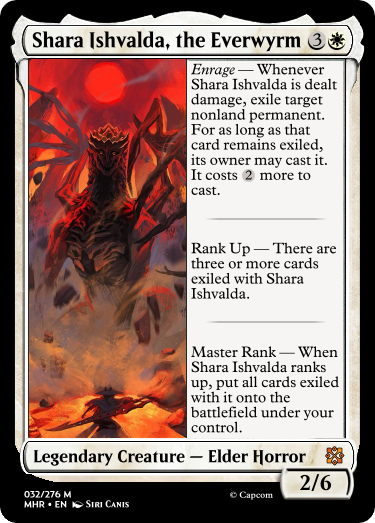 Shara Ishvalda, the Everwyrm 3
Enrage — Whenever
Shara Ishvalda is dealt
damage, exile target
nonland permanent.
For as long as that
card remains exiled,
its owner may cast it.
It costs 2 more to
cast.
Rank Up — There are
three or more cards
exiled with Shara
Ishvalda.
Master Rank — When
Shara Ishvalda ranks
up, put all cards exiled
with it onto the
battlefield under your
control.
Legendary Creature — Elder Horror
2/6
032/276 M
MHR • EN Siri Canis
© Capcom